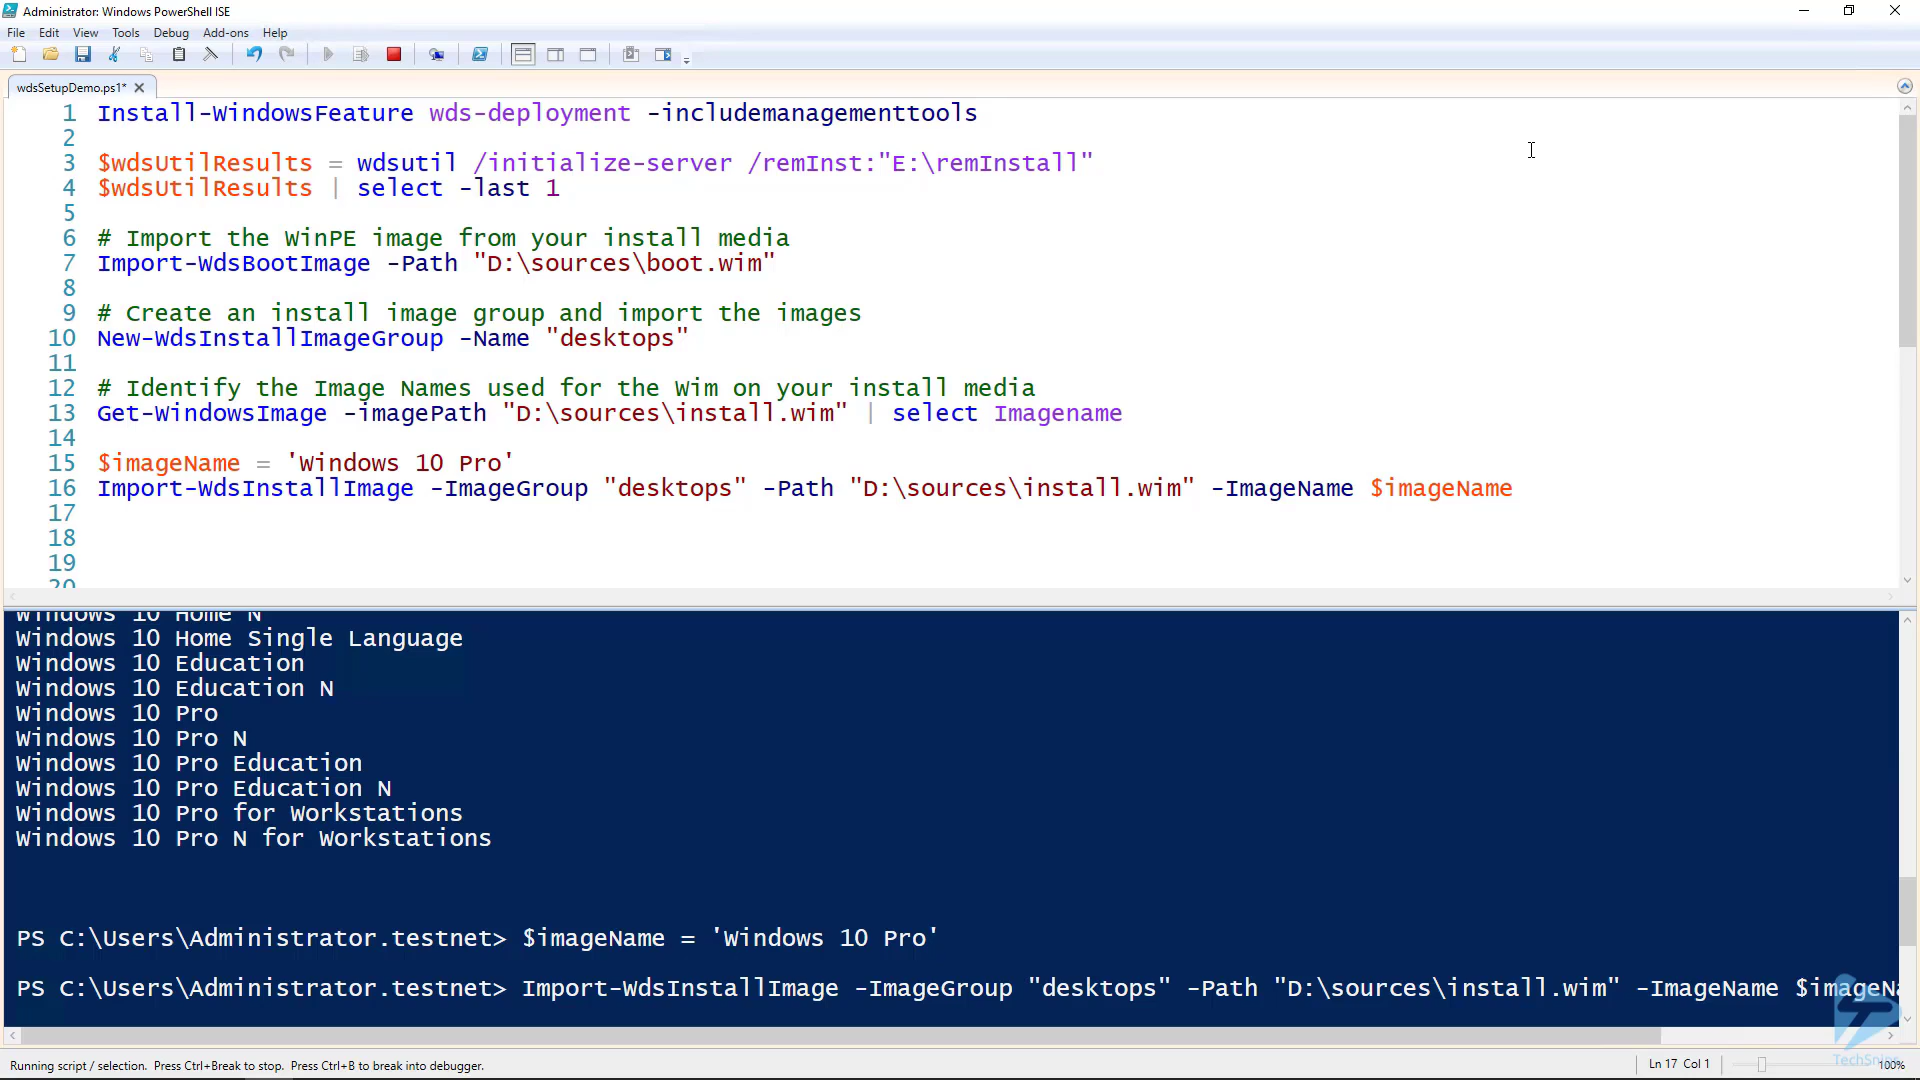 Administrator: Windows PowerShell ISE
File Edit View Tools Debug Add-ons Help
wdsSetupDemo.ps1*
1 Install-WindowsFeature wds-deployment -includemanagementtools
2
3 $wdsUtilResults = wdsutil /initialize-server /remInst:"E:\remInstall"
4 $wdsUtilResults | select -last 1
5
6 # Import the WinPE image from your install media
7 Import-WdsBootImage -Path "D:\sources\boot.wim"
8
9 # Create an install image group and import the images
10 New-WdsInstallImageGroup -Name "desktops"
11
12 # Identify the Image Names used for the Wim on your install media
13 Get-WindowsImage -imagePath "D:\sources\install.wim" | select Imagename
14
15 $imageName = 'Windows 10 Pro'
16 Import-WdsInstallImage -ImageGroup "desktops" -Path "D:\sources\install.wim" -ImageName $imageName
17
18
19
20
Windows 10 Home N
Windows 10 Home Single Language
Windows 10 Education
Windows 10 Education N
Windows 10 Pro
Windows 10 Pro N
Windows 10 Pro Education
Windows 10 Pro Education N
Windows 10 Pro for Workstations
Windows 10 Pro N for Workstations
PS C:\Users\Administrator.testnet> $imageName = 'Windows 10 Pro'
PS C:\Users\Administrator.testnet> Import-WdsInstallImage -ImageGroup "desktops" -Path "D:\sources\install.wim" -ImageName $imageNa
TechSnips
Running script / selection. Press Ctrl+Break to stop. Press Ctrl+B to break into debugger.
Ln 17 Col 1
100%